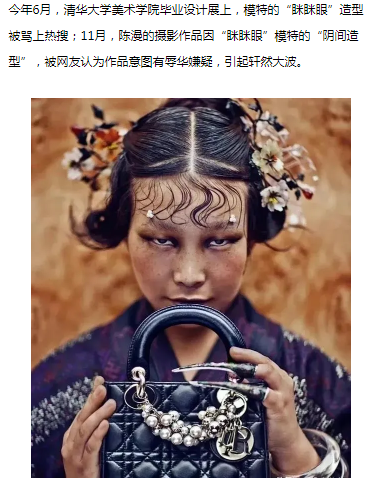 今年6月，清华大学美术学院毕业设计展上，模特的“眯眯眼”造型
被骂上热搜；11月，陈漫的摄影作品因“眯眯眼”模特的“阴间造
型”，被网友认为作品意图有辱华嫌疑，引起轩然大波。